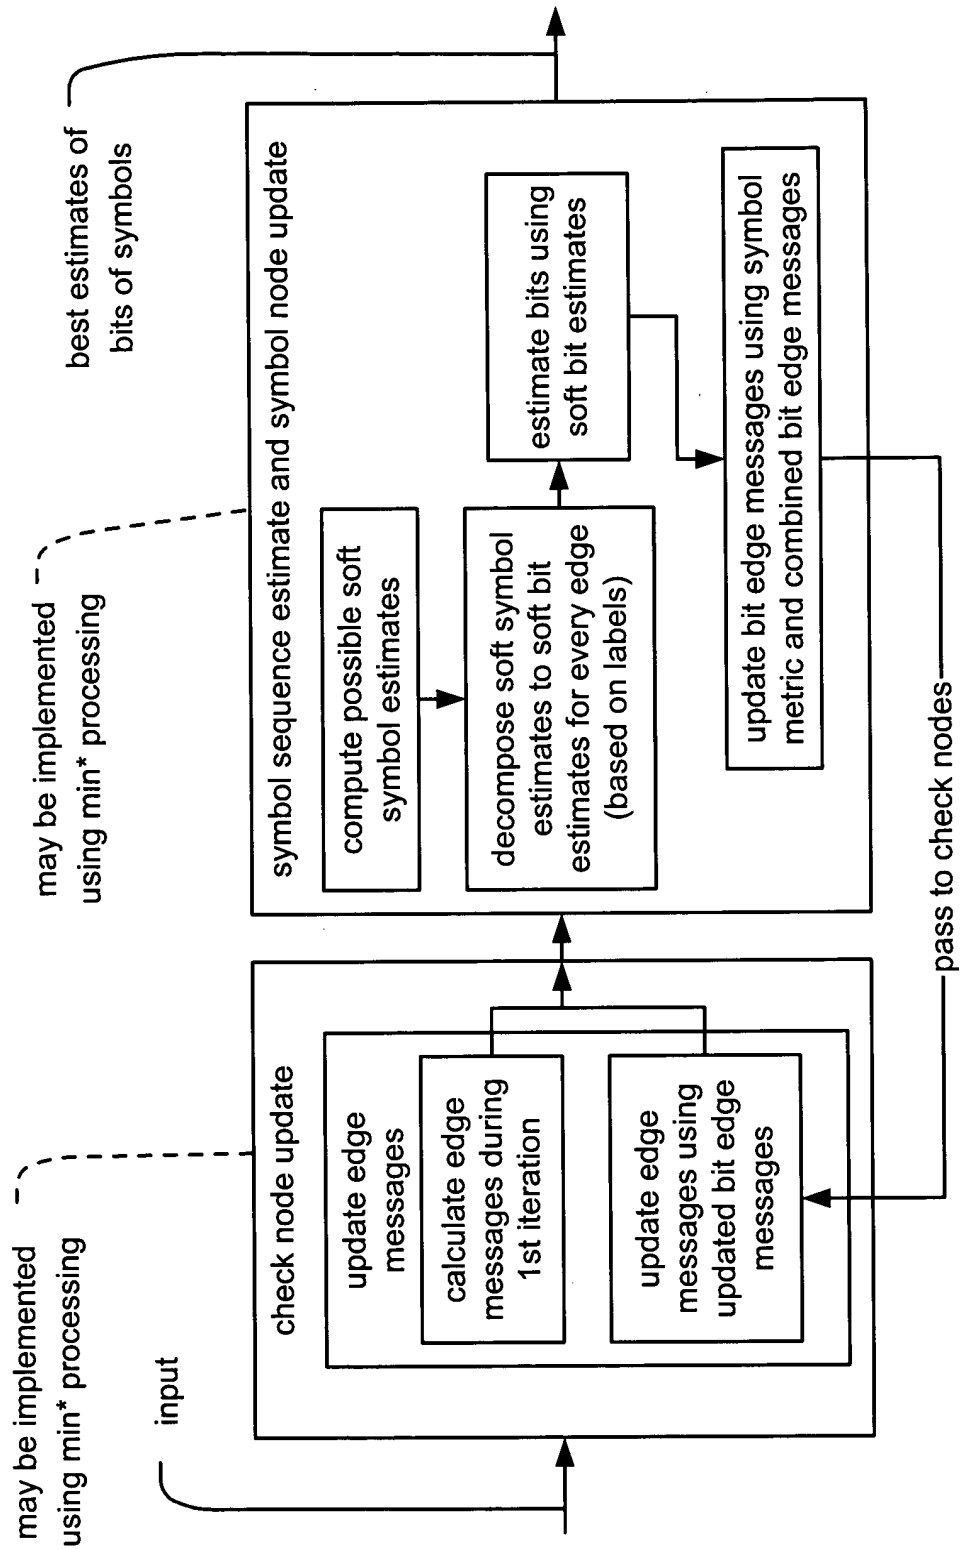 may be implemented
using min* processing
input
check node update
update edge
messages
calculate edge
messages during
1st iteration
update edge
messages using
updated bit edge
messages
may be implemented
using min* processing
best estimates of
bits of symbols
symbol sequence estimate and symbol node update
compute possible soft
symbol estimates
decompose soft symbol
estimates to soft bit
estimates for every edge
(based on labels)
estimate bits using
soft bit estimates
update bit edge messages using symbol
metric and combined bit edge messages
pass to check nodes